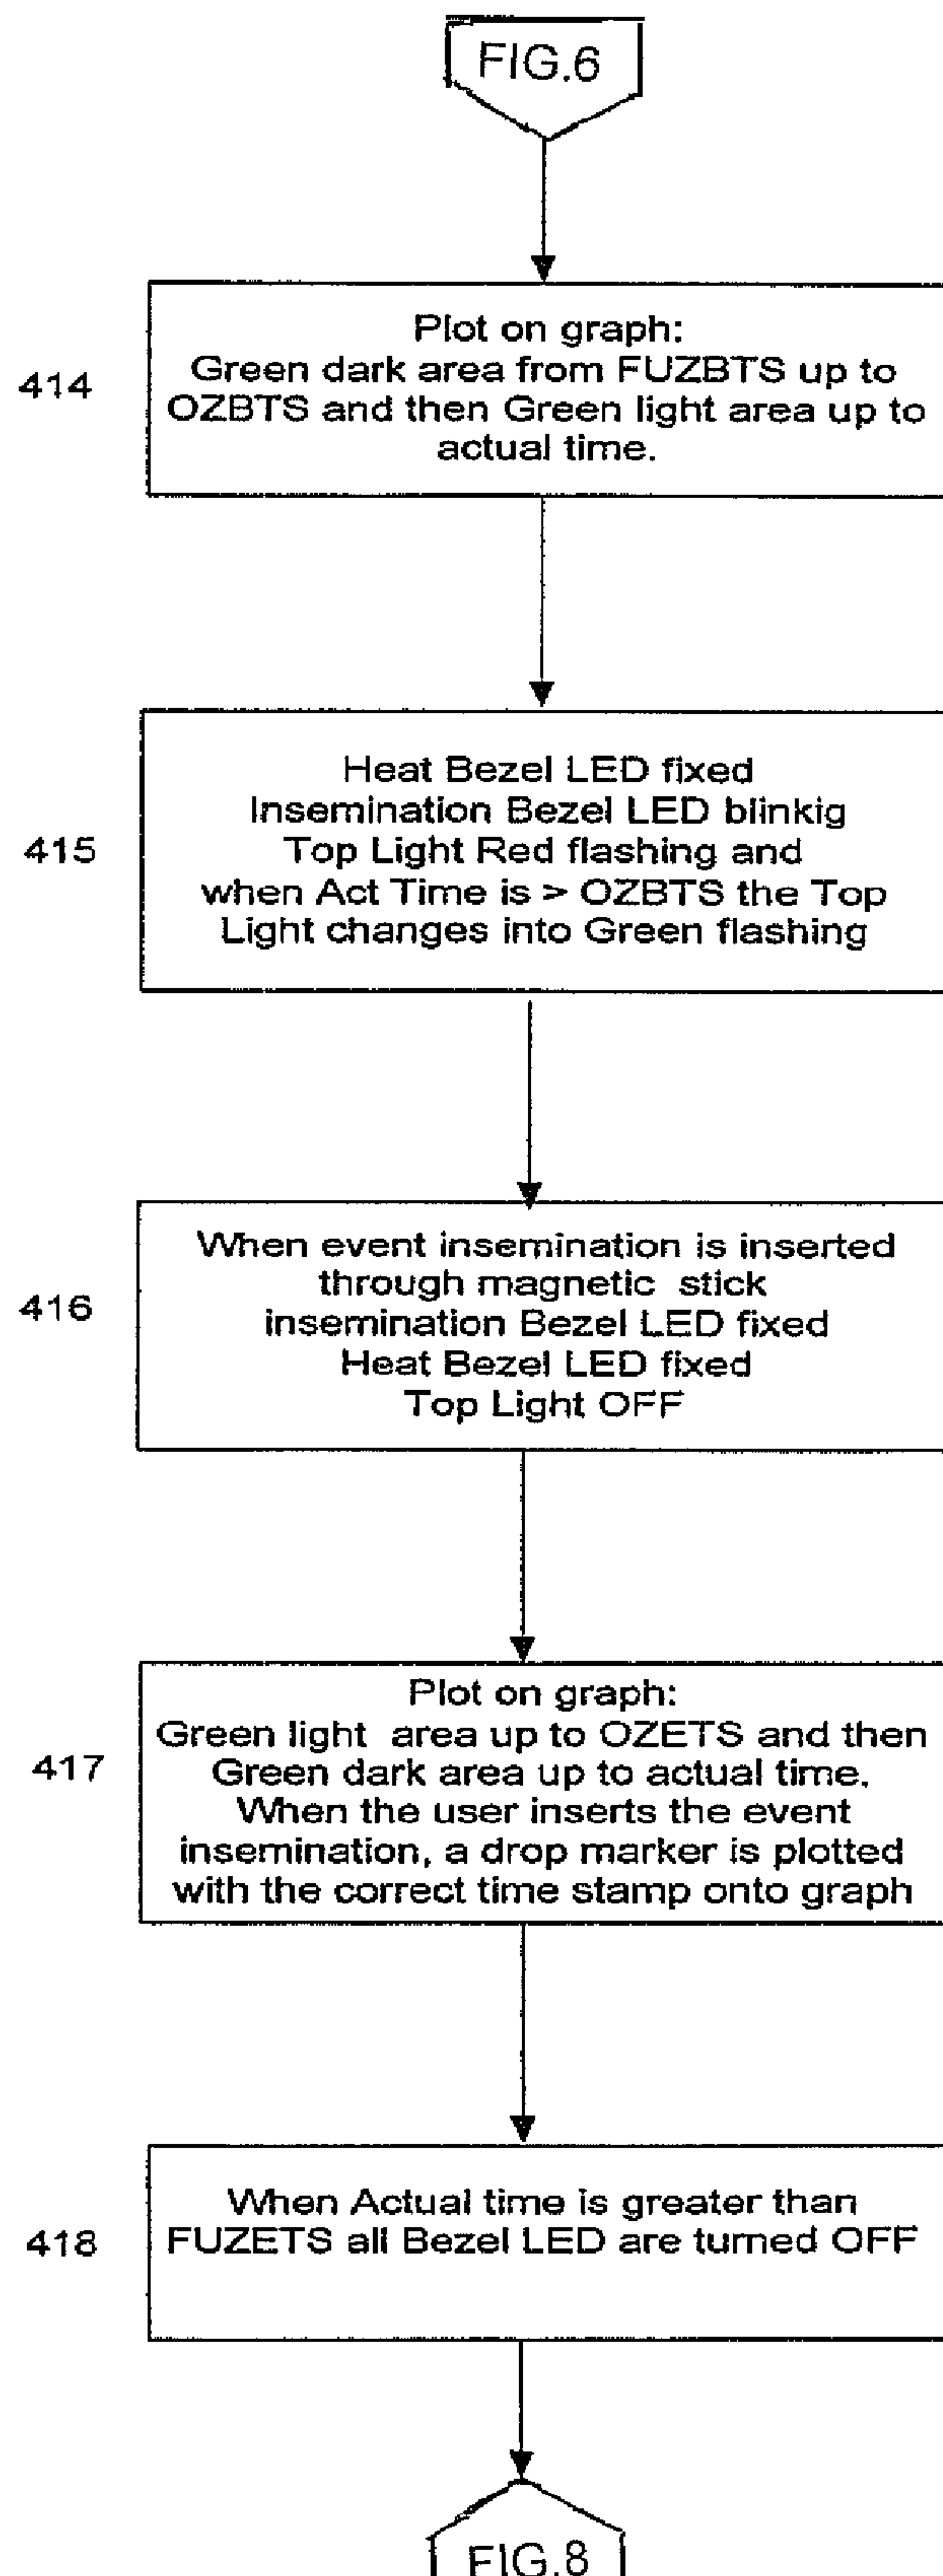 FIG.6
414
Plot on graph:
Green dark area from FUZBTS up to
OZBTS and then Green light area up to
actual time.
415
Heat Bezel LED fixed
Insemination Bezel LED blinkig
Top Light Red flashing and
when Act Time is > OZBTS the Top
Light changes into Green flashing
416
When event insemination is inserted
through magnetic stick
insemination Bezel LED fixed
Heat Bezel LED fixed
Top Light OFF
417
Plot on graph:
Green light area up to OZETS and then
Green dark area up to actual time.
When the user inserts the event
insemination, a drop marker is plotted
with the correct time stamp onto graph
418
When Actual time is greater than
FUZETS all Bezel LED are turned OFF
FIG.8